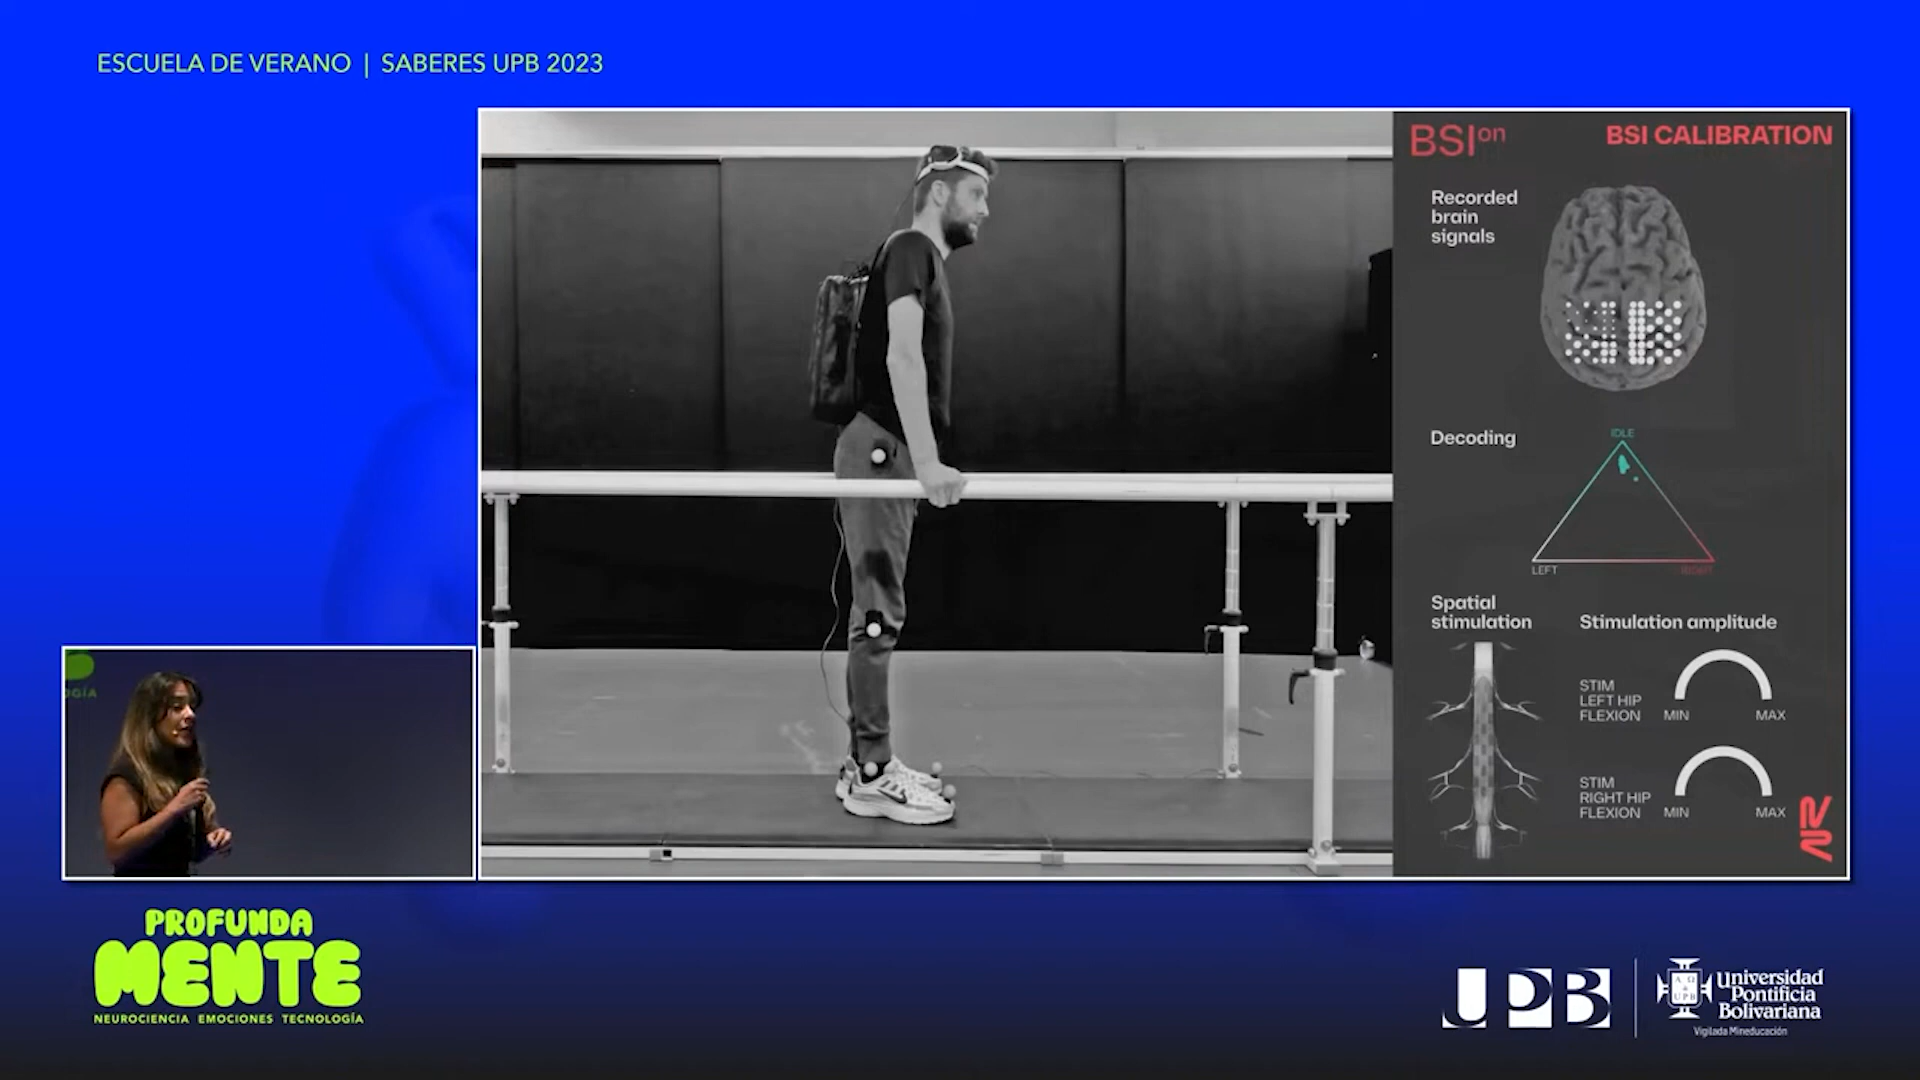 ESCUELA DE VERANO | SABERES UPB 2023
BSIon
BSI CALIBRATION
Recorded
brain
signals
Decoding
IDLE
LEFT
RIGHT
Spatial
stimulation
Stimulation amplitude
STIM
LEFT HIP
FLEXION
MIN
MAX
STIM
RIGHT HIP
FLEXION
MIN
MAX
OGÍA
PROFUNDA
MENTE
NEUROCIENCIA EMOCIONES TECNOLOGÍA
UPB
Universidad
Pontificia
Bolivariana
Vigilada Mineducación